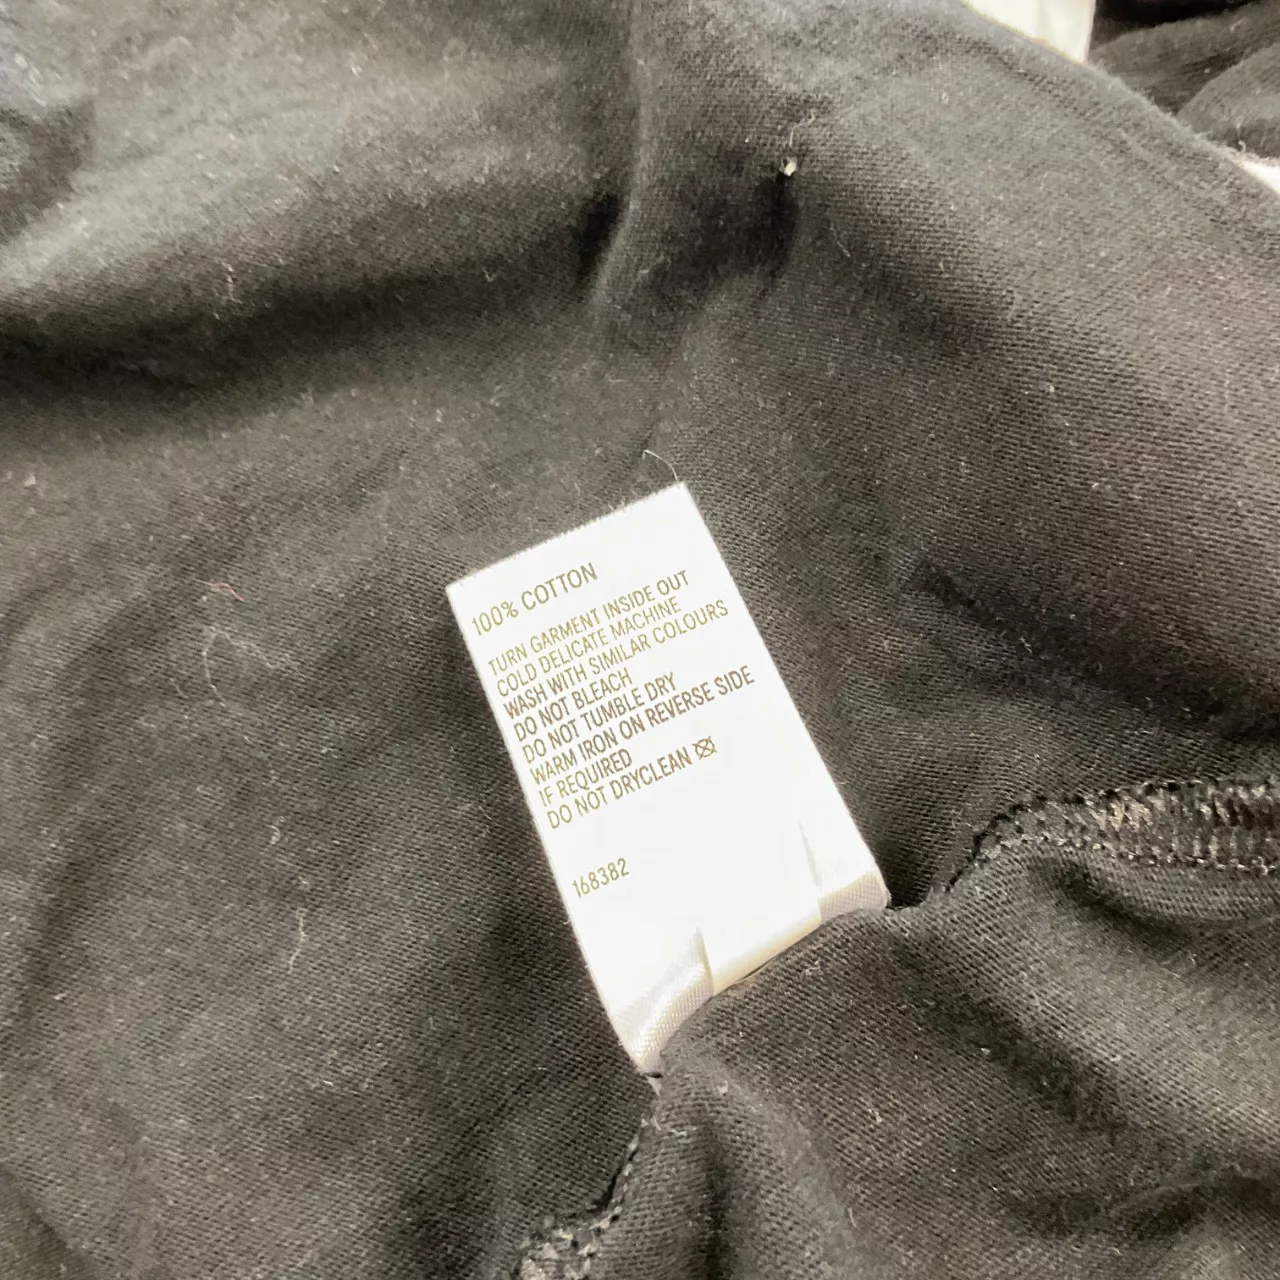 100% COTTON
TURN GARMENT INSIDE OUT
COLD DELICATE MACHINE
WASH WITH SIMILAR COLOURS
DO NOT BLEACH
DO NOT TUMBLE DRY
WARM IRON ON REVERSE SIDE
IF REQUIRED
DO NOT DRYCLEAN
168382